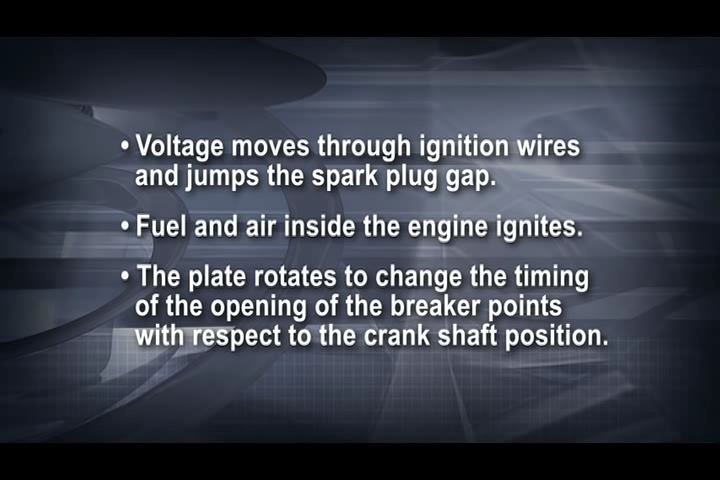 • Voltage moves through ignition wires
and jumps the spark plug gap.
• Fuel and air inside the engine ignites.
• The plate rotates to change the timing
of the opening of the breaker points
with respect to the crank shaft position.